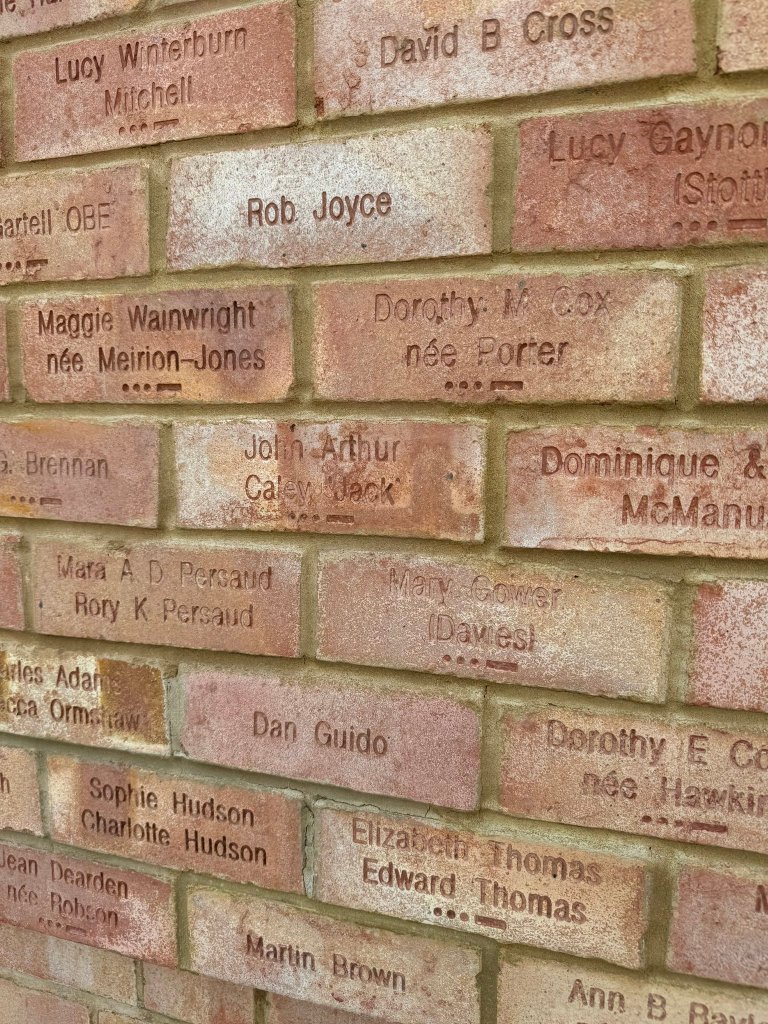 Lucy Winterburn
Mitchell
David B Cross
OBE
Rob Joyce
Lucy Gaynor
Maggie Wainwright
née Meirion-Jones
Dorothy M Cox
née Porter
G. Brennan
John Arthur
Caley 'Jack'
Dominique &
Mara A D Persaud
Rory K Persaud
Mary Gower
(Davies)
Adams
Ormshaw
Dan Guido
Dorothy E
née
Sophie Hudson
Charlotte Hudson
Elizabeth Thomas
Edward Thomas
Jean Dearden
née Robson
Martin Brown
Ann B